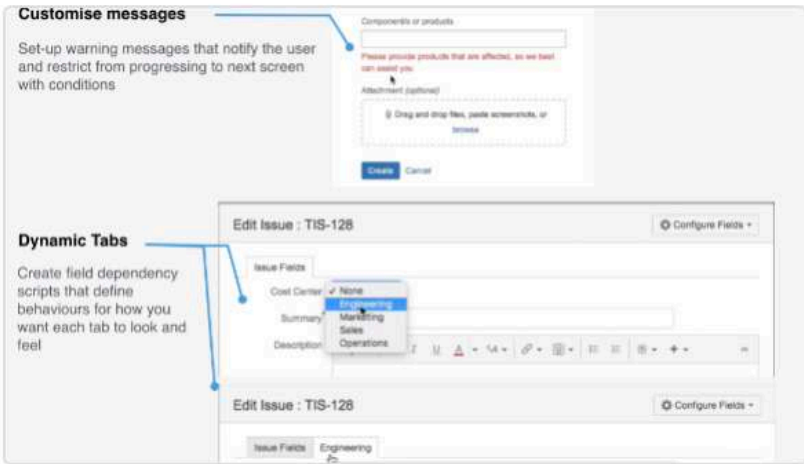 Customise messages
Set-up warning messages that notify the user
and restrict from progressing to next screen
with conditions
Component/s or products
Please provide products that are affected, so we best
can assist you
Attachment (optional)
Drag and drop files, paste screenshots, or
browse
Create Cancel
Dynamic Tabs
Create field dependency
scripts that define
behaviours for how you
want each tab to look and
feel
Edit Issue : TIS-128
Configure Fields
Issue Fields
Cost Center
None
Engineering
Marketing
Sales
Operations
Summary
Description
Edit Issue : TIS-128
Configure Fields
Issue Fields Engineering